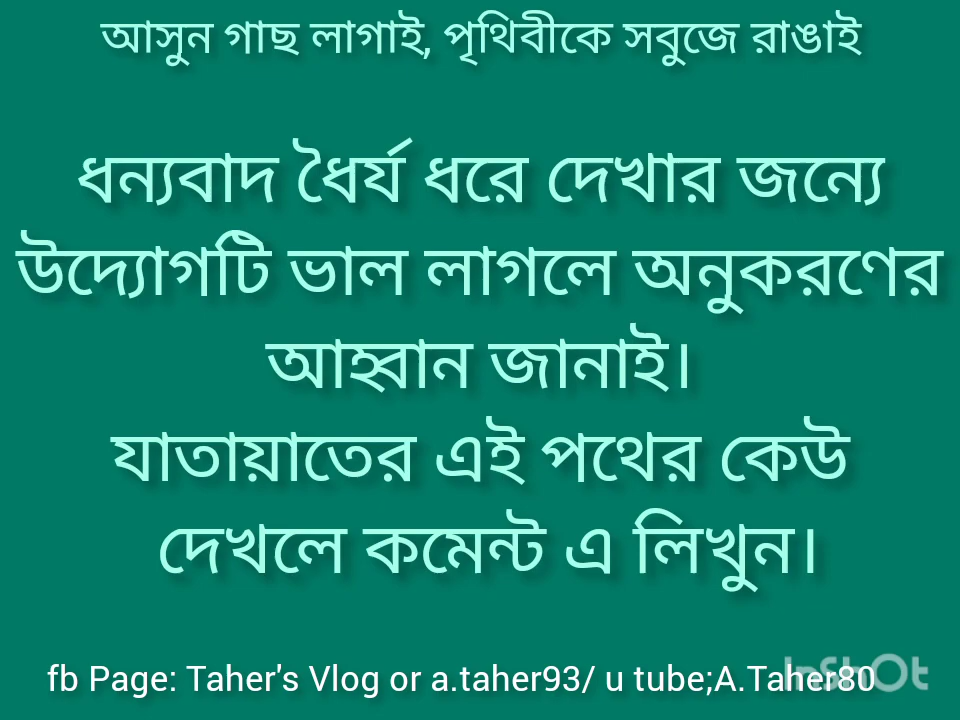 আসুন গাছ লাগাই, পৃথিবীকে সবুজে রাঙাই
ধন্যবাদ ধৈর্য ধরে দেখার জন্যে
উদ্যোগটি ভাল লাগলে অনুকরণের
আহ্বান জানাই।
যাতায়াতের এই পথের কেউ
দেখলে কমেন্ট এ লিখুন।
fb Page: Taher's Vlog or a.taher93/ u tube;A.Taher80
InShOt